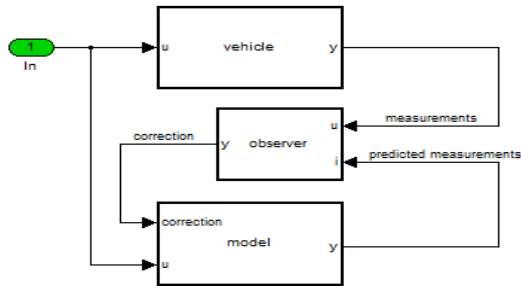 1
In
u vehicle y
measurements
correction
u
y observer
i
predicted measurements
correction
model
y
u